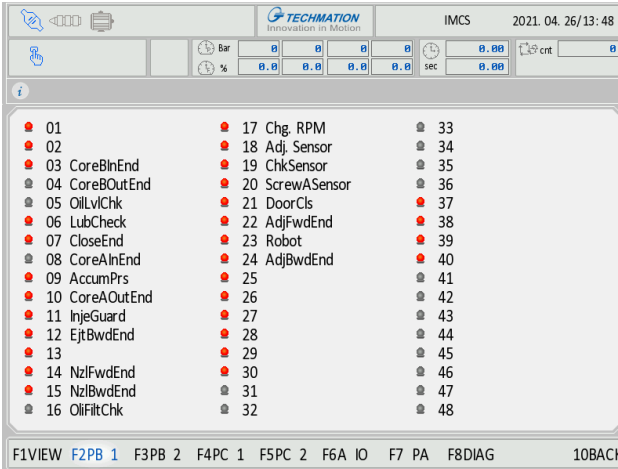 TECHMATION
Innovation in Motion
IMCS
2021. 04. 26/13: 48
Bar 0 0 0 0 sec 0.00 cnt 0
% 0.0 0.0 0.0 0.0 0.00
i
01
02
03 CoreBInEnd
04 CoreBOutEnd
05 OilLvlChk
06 LubCheck
07 CloseEnd
08 CoreAInEnd
09 AccumPrs
10 CoreAOutEnd
11 InjeGuard
12 EjtBwdEnd
13
14 NzlFwdEnd
15 NzlBwdEnd
16 OliFiltChk
17 Chg. RPM
18 Adj. Sensor
19 ChkSensor
20 ScrewASensor
21 DoorCls
22 AdjFwdEnd
23 Robot
24 AdjBwdEnd
25
26
27
28
29
30
31
32
33
34
35
36
37
38
39
40
41
42
43
44
45
46
47
48
F1VIEW F2PB 1 F3PB 2 F4PC 1 F5PC 2 F6A IO F7 PA F8DIAG 10BACK